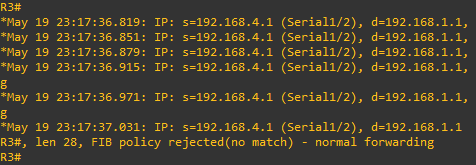 R3#
*May 19 23:17:36.819: IP: s=192.168.4.1 (Serial1/2), d=192.168.1.1,
*May 19 23:17:36.851: IP: s=192.168.4.1 (Serial1/2), d=192.168.1.1,
*May 19 23:17:36.879: IP: s=192.168.4.1 (Serial1/2), d=192.168.1.1,
*May 19 23:17:36.915: IP: s=192.168.4.1 (Serial1/2), d=192.168.1.1,
g
*May 19 23:17:36.971: IP: s=192.168.4.1 (Serial1/2), d=192.168.1.1,
g
*May 19 23:17:37.031: IP: s=192.168.4.1 (Serial1/2), d=192.168.1.1
R3#, len 28, FIB policy rejected(no match) - normal forwarding
R3#